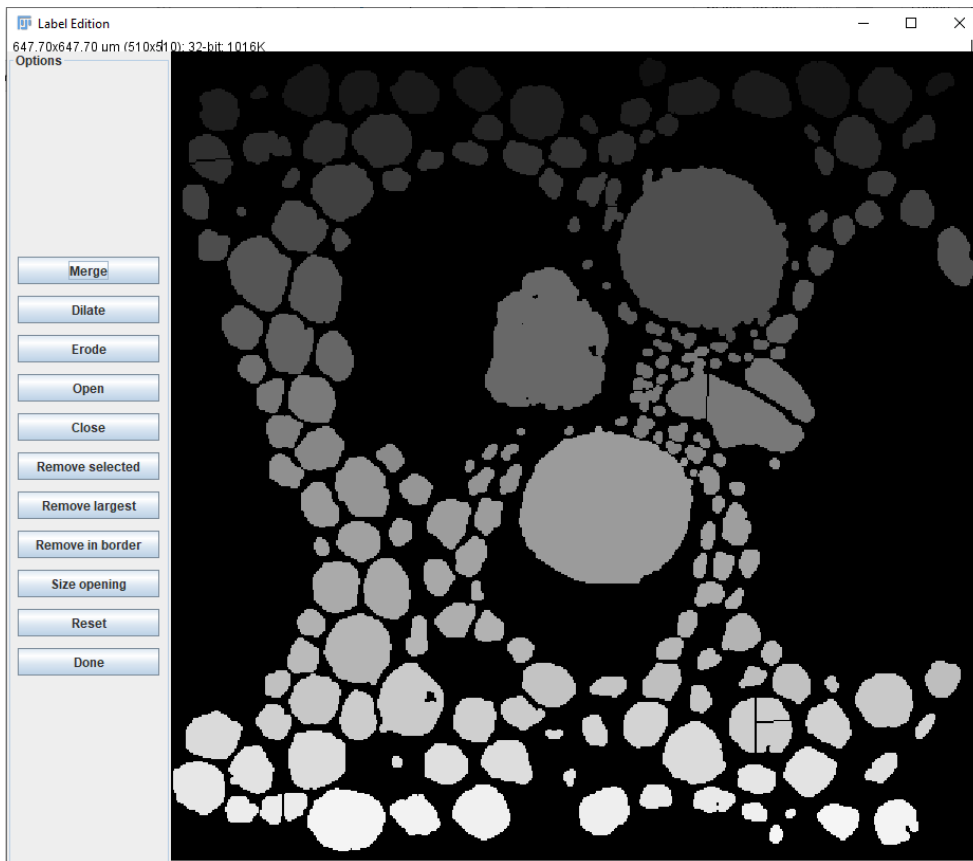 Label Edition
647.70x647.70 um (510x510); 32-bit; 1016K
Options
Merge
Dilate
Erode
Open
Close
Remove selected
Remove largest
Remove in border
Size opening
Reset
Done